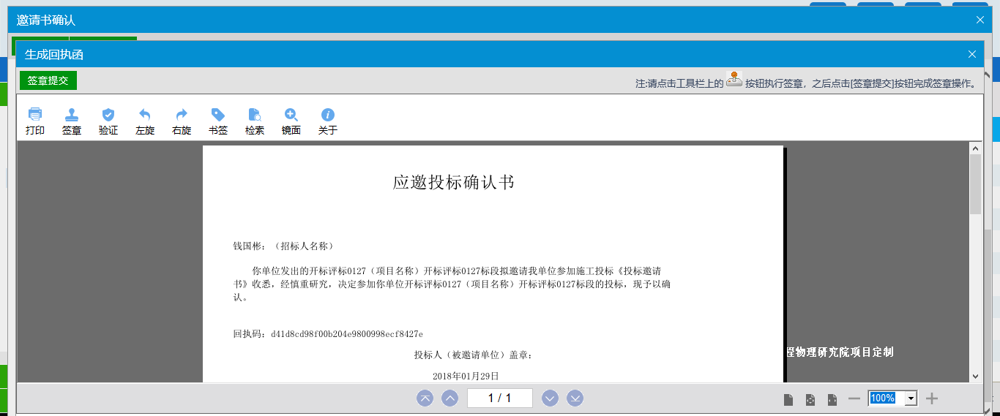 邀请书确认
生成回执函
签章提交
注:请点击工具栏上的 按钮执行签章，之后点击[签章提交]按钮完成签章操作。
打印 签章 验证 左旋 右旋 书签 检索 镜面 关于
应邀投标确认书
钱国彬：（招标人名称）
你单位发出的开标评标0127（项目名称）开标评标0127标段拟邀请我单位参加施工投标《投标邀请
书》收悉，经慎重研究，决定参加你单位开标评标0127（项目名称）开标评标0127标段的投标，现予以确
认。
回执码：d41d8cd98f00b204e9800998ecf8427e
程物理研究院项目定制
投标人（被邀请单位）盖章：
2018年01月29日
1 / 1
100%